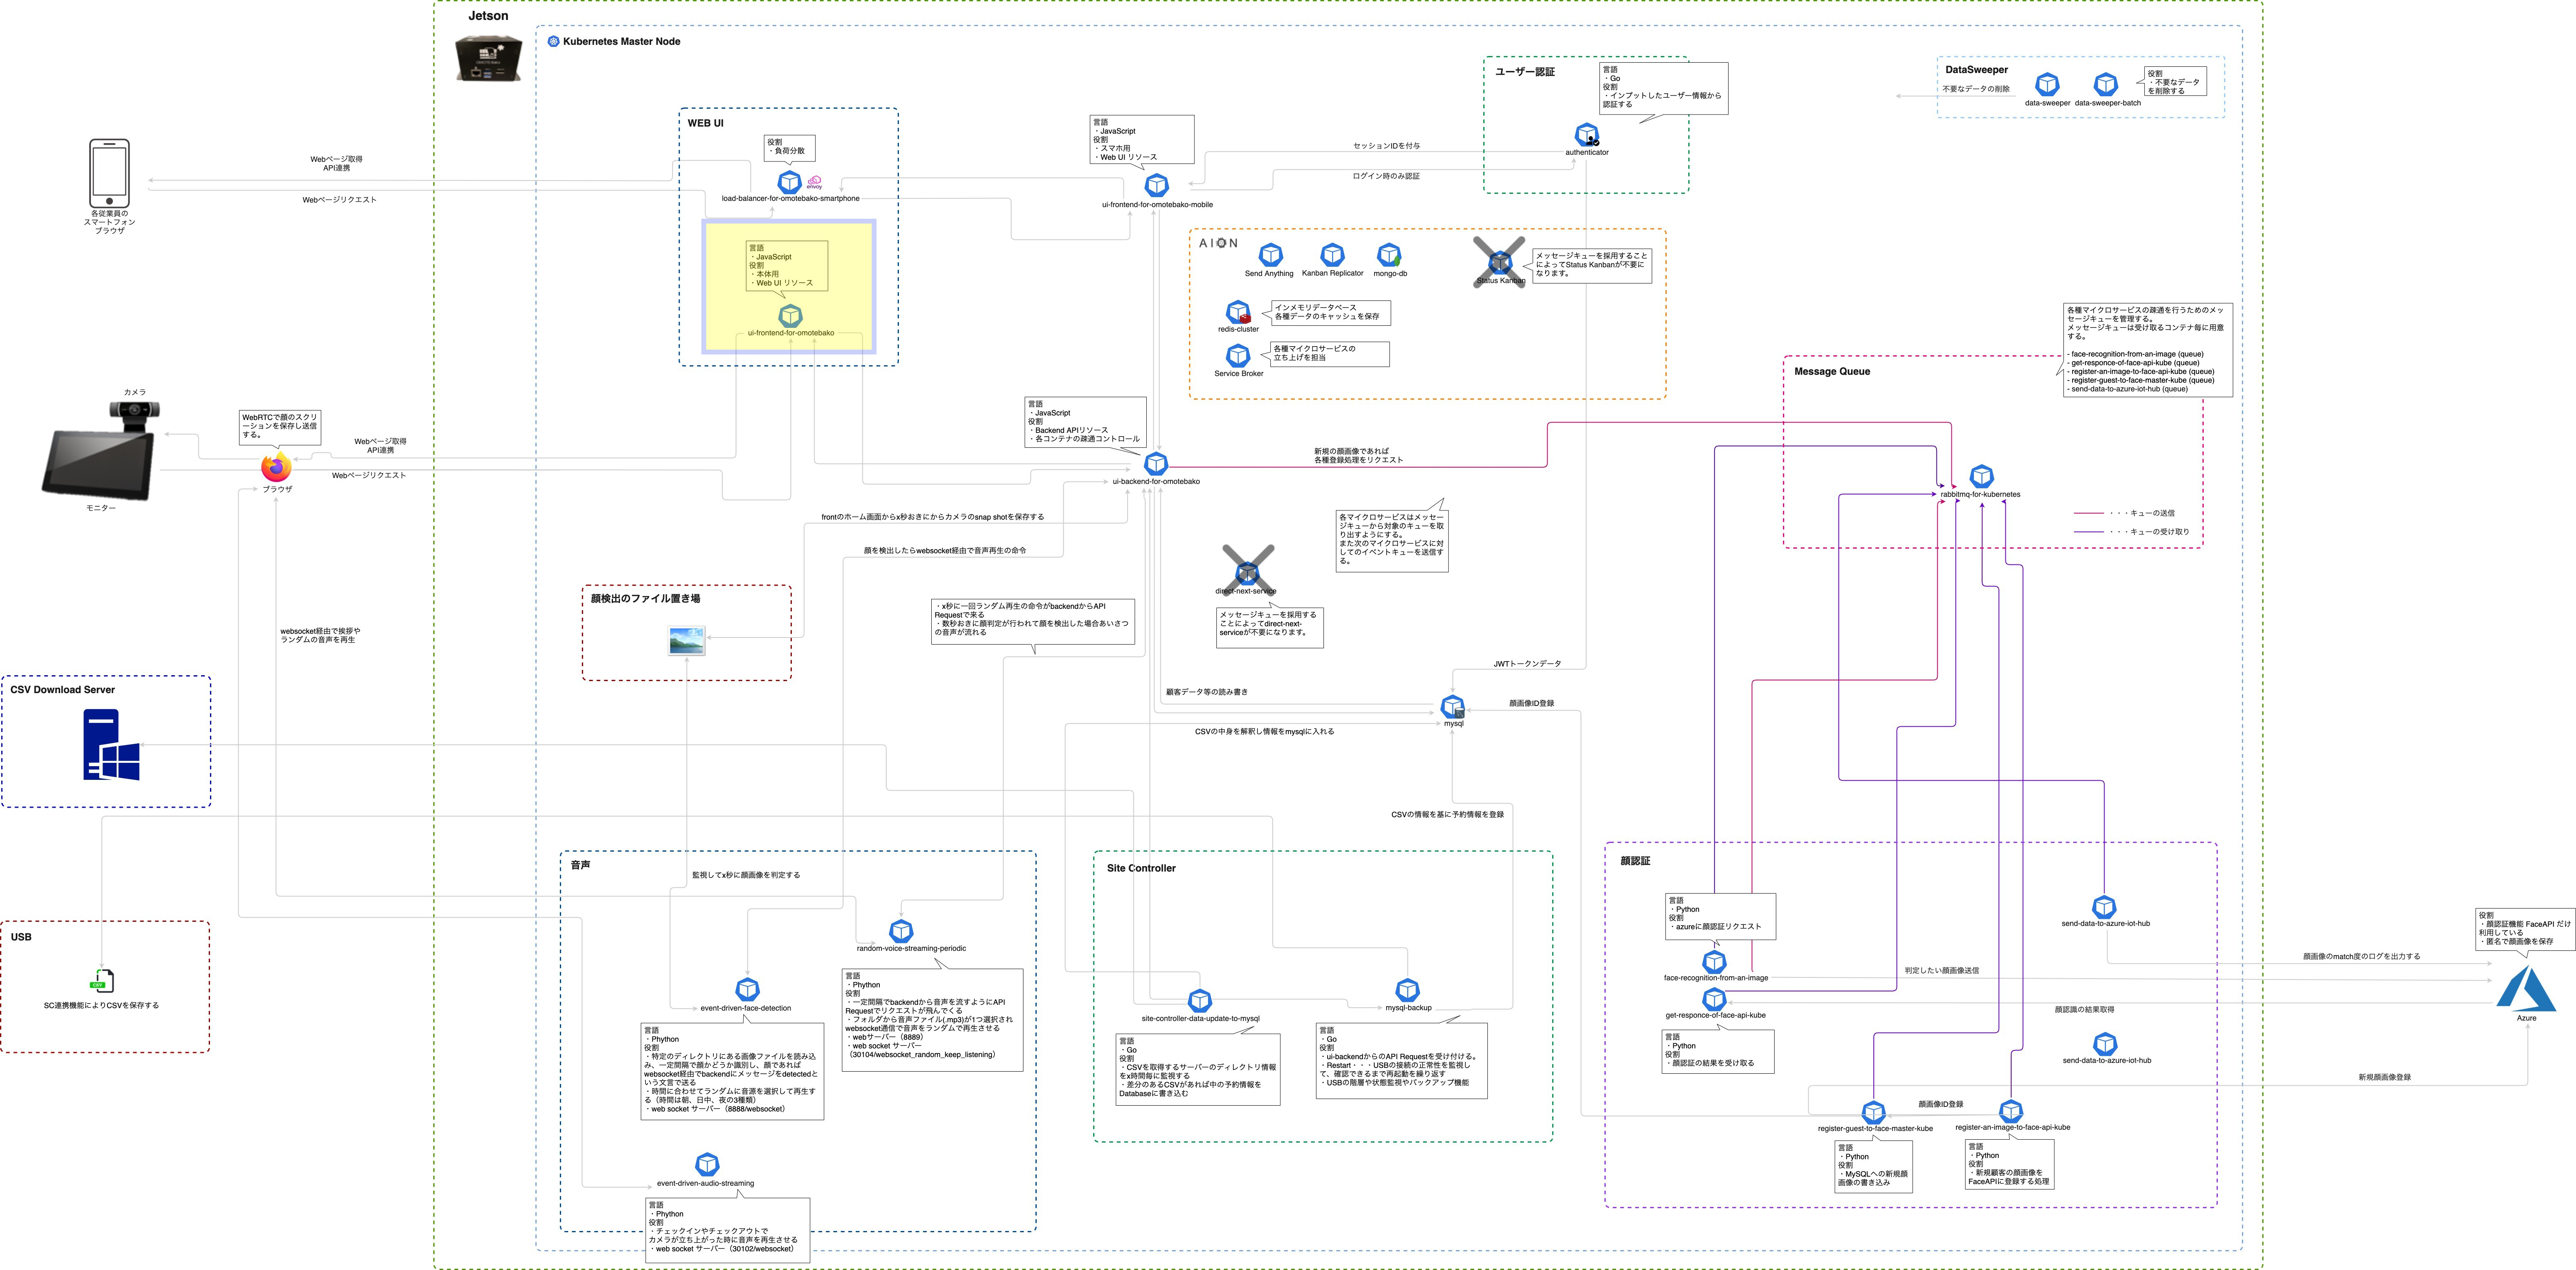 Jetson
Kubernetes Master Node
WEB UI
役割
・負荷分散
envoy
load-balancer-for-omotebako-smartphone
言語
・JavaScript
役割
・本体用
・Web UI リソース
ui-frontend-for-omotebako
Webページ取得
API連携
Webページリクエスト
各従業員の
スマートフォン
ブラウザ
言語
・JavaScript
役割
・スマホ用
・Web UI リソース
ui-frontend-for-omotebako-mobile
セッションIDを付与
ログイン時のみ認証
ユーザー認証
言語
・Go
役割
・インプットしたユーザー情報から
認証する
authenticator
DataSweeper
不要なデータの削除
data-sweeper
data-sweeper-batch
役割
・不要なデータ
を削除する
AION
Send Anything
Kanban Replicator
mongo-db
Status Kanban
メッセージキューを採用すること
によってStatus Kanbanが不要に
なります。
redis-cluster
インメモリデータベース
各種データのキャッシュを保存
Service Broker
各種マイクロサービスの
立ち上げを担当
各種マイクロサービスの疎通を行うためのメッ
セージキューを管理する。
メッセージキューは受け取るコンテナ毎に用意
する。
- face-recognition-from-an-image (queue)
- get-responce-of-face-api-kube (queue)
- register-an-image-to-face-api-kube (queue)
- register-guest-to-face-master-kube (queue)
- send-data-to-azure-iot-hub (queue)
Message Queue
rabbitmq-for-kubernetes
・・・キューの送信
・・・キューの受け取り
カメラ
モニター
WebRTCで顔のスクリ
ーションを保存し送信
する。
ブラウザ
Webページ取得
API連携
Webページリクエスト
言語
・JavaScript
役割
・Backend APIリソース
・各コンテナの疎通コントロール
ui-backend-for-omotebako
新規の顔画像であれば
各種登録処理をリクエスト
frontのホーム画面からx秒おきにからカメラのsnap shotを保存する
顔を検出したらwebsocket経由で音声再生の命令
各マイクロサービスはメッセー
ジキューから対象のキューを取
り出すようにする。
また次のマイクロサービスに対
してのイベントキューを送信す
る。
direct-next-service
メッセージキューを採用する
ことによってdirect-next-
serviceが不要になります。
顔検出のファイル置き場
・x秒に一回ランダム再生の命令がbackendからAPI
Requestで来る
・数秒おきに顔判定が行われて顔を検出した場合あいさつ
の音声が流れる
websocket経由で挨拶や
ランダムの音声を再生
JWTトークンデータ
顧客データ等の読み書き
mysql
顔画像ID登録
CSVの中身を解釈し情報をmysqlに入れる
CSVの情報を基に予約情報を登録
CSV Download Server
USB
CSV
SC連携機能によりCSVを保存する
音声
監視してx秒に顔画像を判定する
random-voice-streaming-periodic
言語
・Phython
役割
・一定間隔でbackendから音声を流すようにAPI
Requestでリクエストが飛んでくる
・フォルダから音声ファイル(.mp3)が1つ選択され
websocket通信で音声をランダムで再生させる
・webサーバー（8889）
・web socket サーバー
（30104/websocket_random_keep_listening）
event-driven-face-detection
言語
・Phython
役割
・特定のディレクトリにある画像ファイルを読み込
み、一定間隔で顔かどうか識別し、顔であれば
websocket経由でbackendにメッセージをdetectedと
いう文言で送る
・時間に合わせてランダムに音源を選択して再生す
る（時間は朝、日中、夜の3種類）
・web socket サーバー（8888/websocket）
event-driven-audio-streaming
言語
・Phython
役割
・チェックインやチェックアウトで
カメラが立ち上がった時に音声を再生させる
・web socket サーバー（30102/websocket）
Site Controller
site-controller-data-update-to-mysql
言語
・Go
役割
・CSVを取得するサーバーのディレクトリ情報
をx時間毎に監視する
・差分のあるCSVがあれば中の予約情報を
Databaseに書き込む
mysql-backup
言語
・Go
役割
・ui-backendからのAPI Requestを受け付ける。
・Restart・・・USBの接続の正常性を監視し
て、確認できるまで再起動を繰り返す
・USBの階層や状態監視やバックアップ機能
顔認証
言語
・Python
役割
・azureに顔認証リクエスト
face-recognition-from-an-image
get-responce-of-face-api-kube
言語
・Python
役割
・顔認証の結果を受け取る
send-data-to-azure-iot-hub
send-data-to-azure-iot-hub
判定したい顔画像送信
顔画像のmatch度のログを出力する
顔認識の結果取得
新規顔画像登録
顔画像ID登録
register-guest-to-face-master-kube
言語
・Python
役割
・MySQLへの新規顔
画像の書き込み
register-an-image-to-face-api-kube
言語
・Python
役割
・新規顧客の顔画像を
FaceAPIに登録する処理
役割
・顔認証機能 FaceAPI だけ
利用している
・匿名で顔画像を保存
Azure